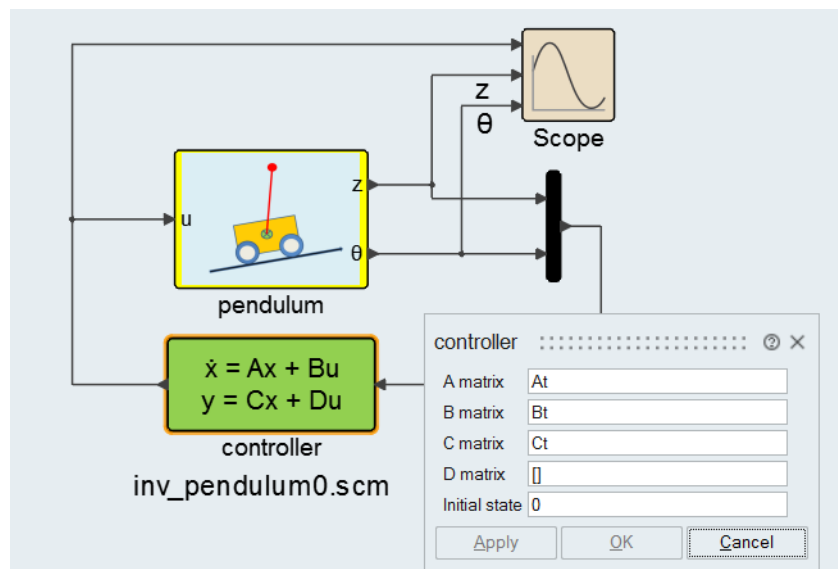 z
θ
Scope
z
u
θ
pendulum
ẋ = Ax + Bu
y = Cx + Du
controller
inv_pendulum0.scm
controller
A matrix At
B matrix Bt
C matrix Ct
D matrix []
Initial state 0
Apply OK Cancel